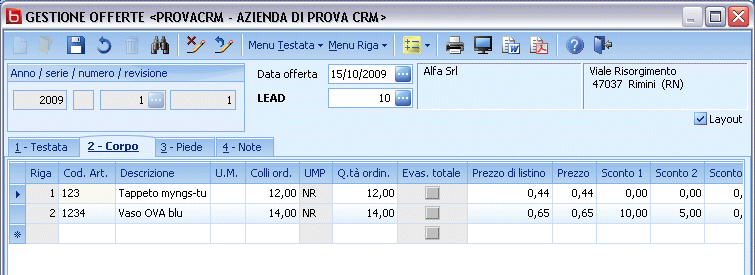 GESTIONE OFFERTE <PROVACRM - AZIENDA DI PROVA CRM>
Menu Testata Menu Riga
Anno / serie / numero / revisione
2009 1 1
Data offerta 15/10/2009
LEAD 10
Alfa Srl
Viale Risorgimento
47037 Rimini (RN)
Layout
1 - Testata 2 - Corpo 3 - Piede 4 - Note
Riga Cod. Art. Descrizione U.M. Colli ord. UMP Q.tà ordin. Evas. totale Prezzo di listino Prezzo Sconto 1 Sconto 2 Sconto
1 123 Tappeto myngs-tu 12,00 NR 12,00 0,44 0,44 0,00 0,00 0,
2 1234 Vaso OVA blu 14,00 NR 14,00 0,65 0,65 10,00 5,00 0,